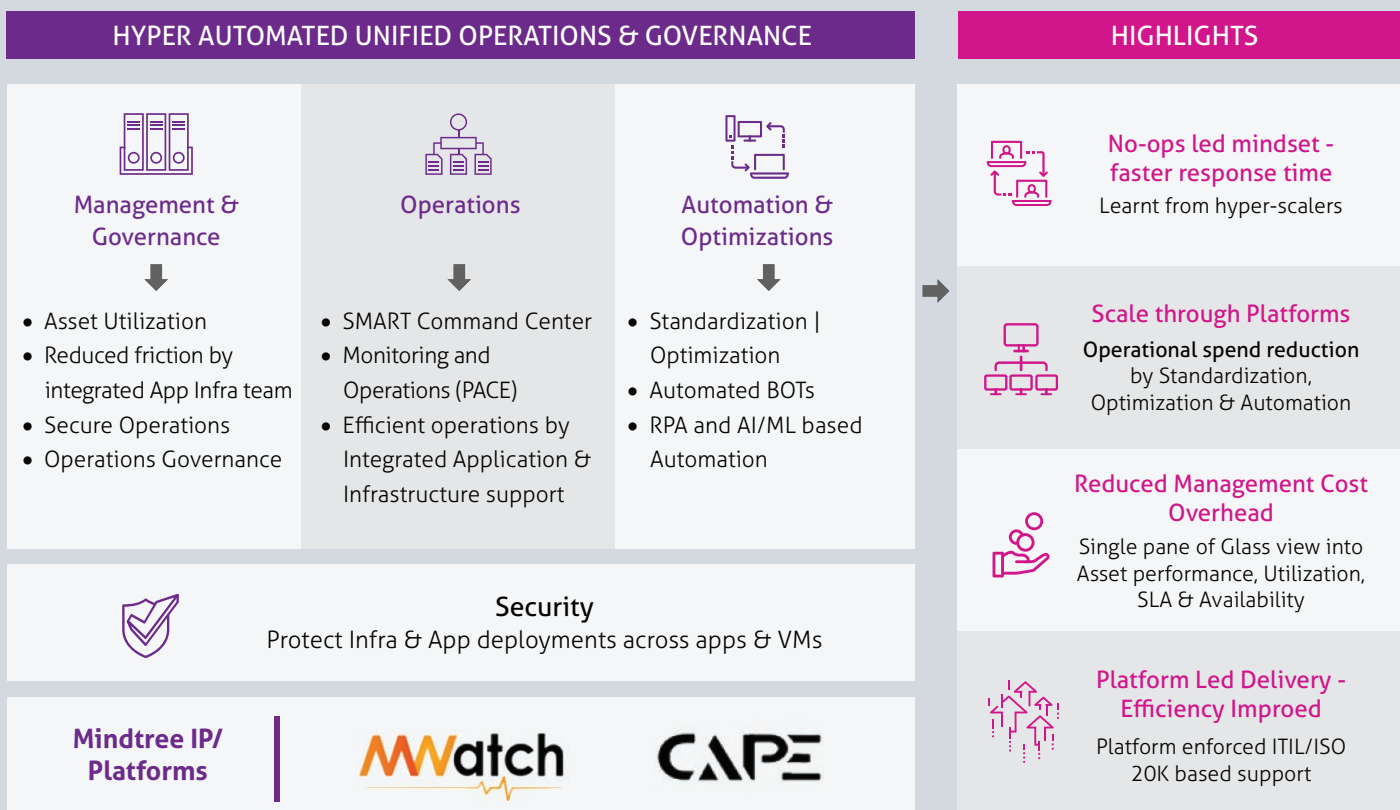 HYPER AUTOMATED UNIFIED OPERATIONS & GOVERNANCE
Management &
Governance
• Asset Utilization
• Reduced friction by
integrated App Infra team
• Secure Operations
• Operations Governance
Operations
• SMART Command Center
• Monitoring and
Operations (PACE)
• Efficient operations by
Integrated Application &
Infrastructure support
Automation &
Optimizations
• Standardization |
Optimization
• Automated BOTs
• RPA and AI/ML based
Automation
Security
Protect Infra & App deployments across apps & VMs
Mindtree IP/
Platforms
MWatch
CAPE
HIGHLIGHTS
No-ops led mindset -
faster response time
Learnt from hyper-scalers
Scale through Platforms
Operational spend reduction
by Standardization,
Optimization & Automation
Reduced Management Cost
Overhead
Single pane of Glass view into
Asset performance, Utilization,
SLA & Availability
Platform Led Delivery -
Efficiency Improed
Platform enforced ITIL/ISO
20K based support